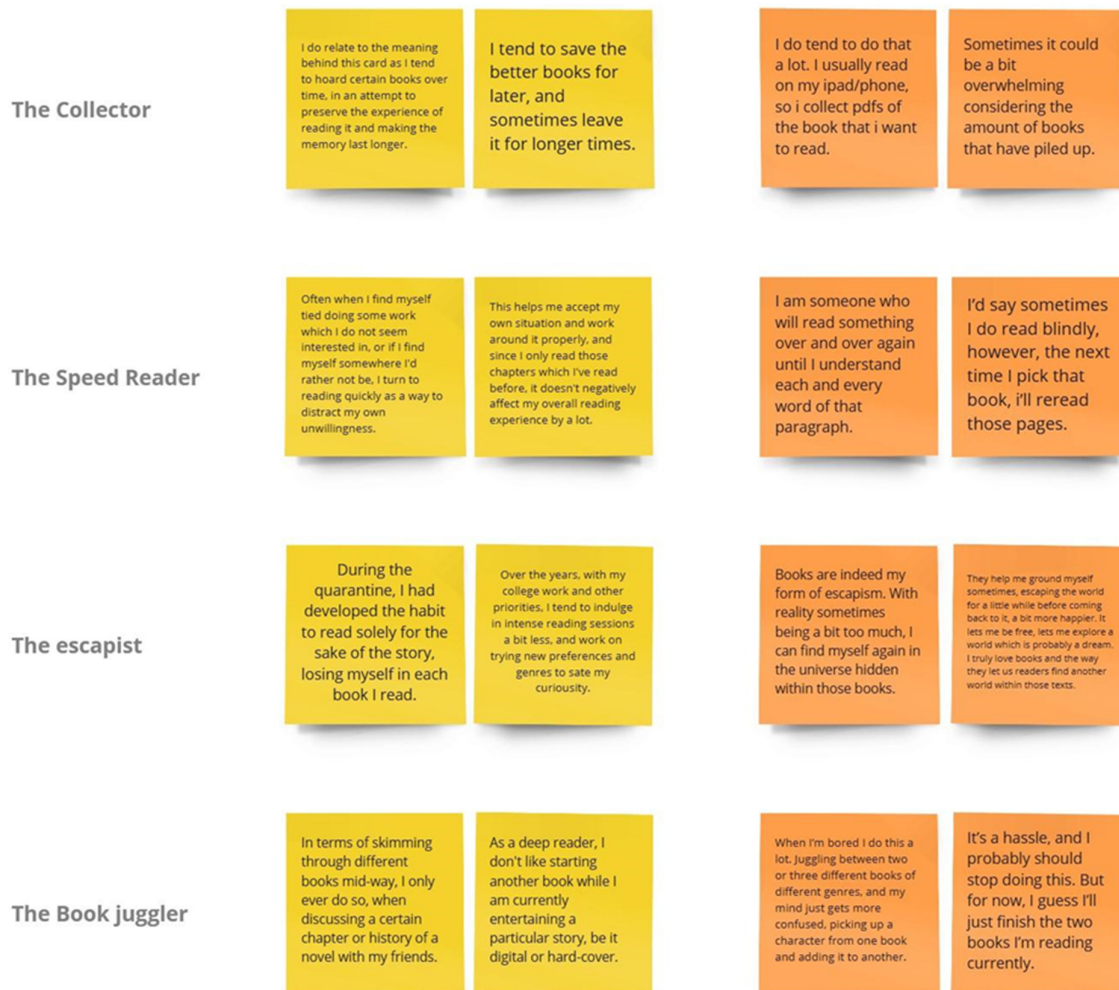 The Collector
I do relate to the meaning
behind this card as I tend
to hoard certain books over
time, in an attempt to
preserve the experience of
reading it and making the
memory last longer.
I tend to save the
better books for
later, and
sometimes leave
it for longer times.
I do tend to do that
a lot. I usually read
on my ipad/phone,
so i collect pdfs of
the book that i want
to read.
Sometimes it could
be a bit
overwhelming
considering the
amount of books
that have piled up.
The Speed Reader
Often when I find myself
tied doing some work
which I do not seem
interested in, or if I find
myself somewhere I'd
rather not be, I turn to
reading quickly as a way to
distract my own
unwillingness.
This helps me accept my
own situation and work
around it properly, and
since I only read those
chapters which I've read
before, it doesn't negatively
affect my overall reading
experience by a lot.
I am someone who
will read something
over and over again
until I understand
each and every
word of that
paragraph.
I'd say sometimes
I do read blindly,
however, the next
time I pick that
book, i'll reread
those pages.
The escapist
During the
quarantine, I had
developed the habit
to read solely for the
sake of the story,
losing myself in each
book I read.
Over the years, with my
college work and other
priorities, I tend to indulge
in intense reading sessions
a bit less, and work on
trying new preferences and
genres to sate my
curiousity.
Books are indeed my
form of escapism. With
reality sometimes
being a bit too much, I
can find myself again in
the universe hidden
within those books.
They help me ground myself
sometimes, escaping the world
for a little while before coming
back to it, a bit more happier. It
lets me be free, lets me explore a
world which is probably a dream.
I truly love books and the way
they let us readers find another
world within those texts.
The Book juggler
In terms of skimming
through different
books mid-way, I only
ever do so, when
discussing a certain
chapter or history of a
novel with my friends.
As a deep reader, I
don't like starting
another book while I
am currently
entertaining a
particular story, be it
digital or hard-cover.
When I'm bored I do this a
lot. Juggling between two
or three different books of
different genres, and my
mind just gets more
confused, picking up a
character from one book
and adding it to another.
It's a hassle, and I
probably should
stop doing this. But
for now, I guess I'll
just finish the two
books I'm reading
currently.